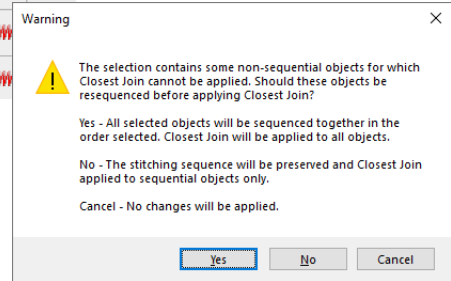 Warning
The selection contains some non-sequential objects for which
Closest Join cannot be applied. Should these objects be
resequenced before applying Closest Join?
Yes - All selected objects will be sequenced together in the
order selected. Closest Join will be applied to all objects.
No - The stitching sequence will be preserved and Closest Join
applied to sequential objects only.
Cancel - No changes will be applied.
Yes
No
Cancel